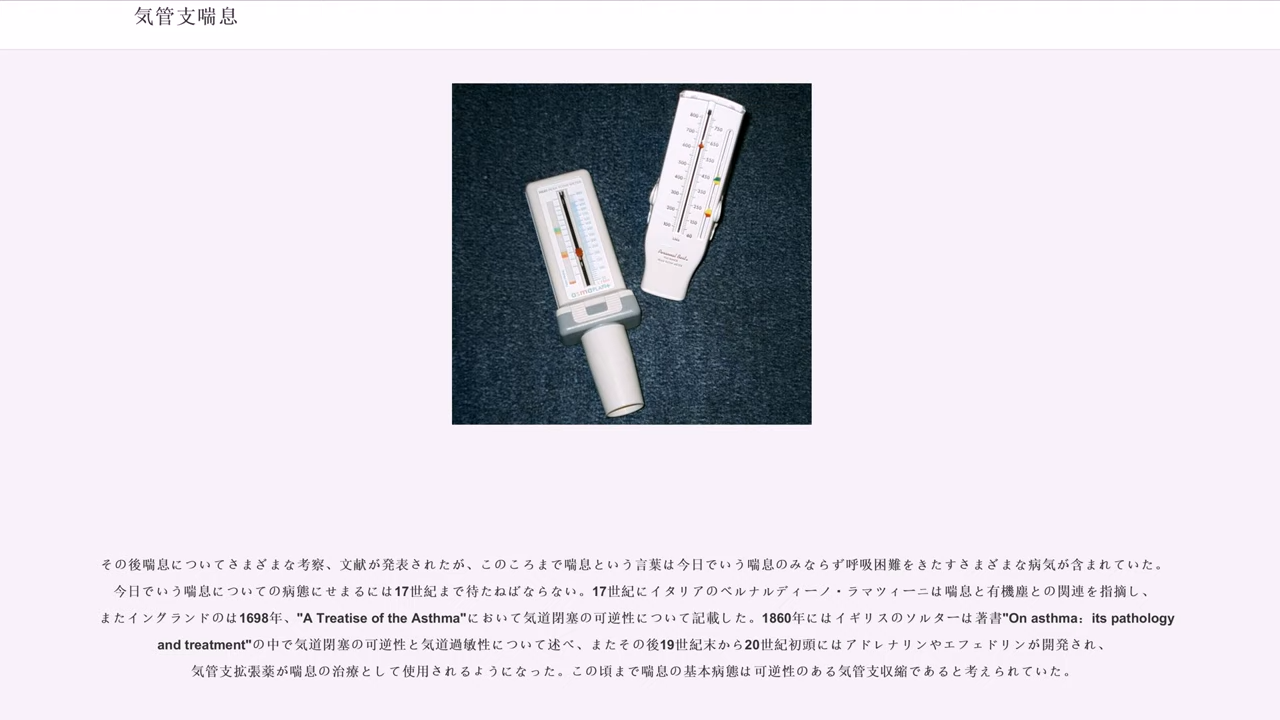 気管支喘息
その後喘息についてさまざまな考察、文献が発表されたが、このころまで喘息という言葉は今日でいう喘息のみならず呼吸困難をきたすさまざまな病気が含まれていた。
今日でいう喘息についての病態にせまるには17世紀まで待たねばならない。17世紀にイタリアのベルナルディーノ・ラマツィーニは喘息と有機塵との関連を指摘し、
またイングランドのは1698年、"A Treatise of the Asthma"において気道閉塞の可逆性について記載した。1860年にはイギリスのソルターは著書"On asthma：its pathology
and treatment"の中で気道閉塞の可逆性と気道過敏性について述べ、またその後19世紀末から20世紀初頭にはアドレナリンやエフェドリンが開発され、
気管支拡張薬が喘息の治療として使用されるようになった。この頃まで喘息の基本病態は可逆性のある気管支収縮であると考えられていた。